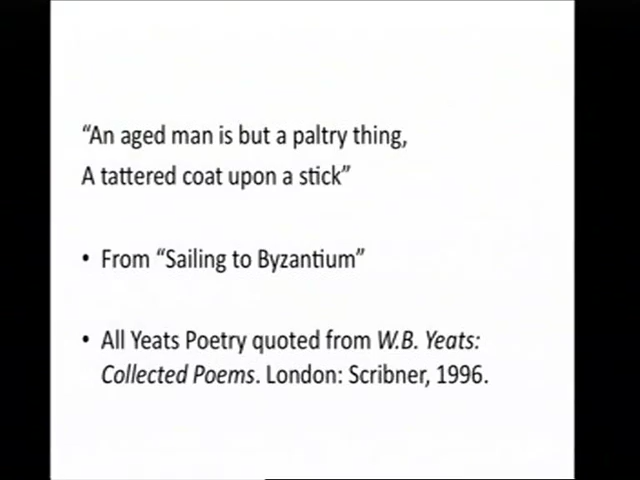 “An aged man is but a paltry thing,
A tattered coat upon a stick”
• From “Sailing to Byzantium”
• All Yeats Poetry quoted from W.B. Yeats:
Collected Poems. London: Scribner, 1996.